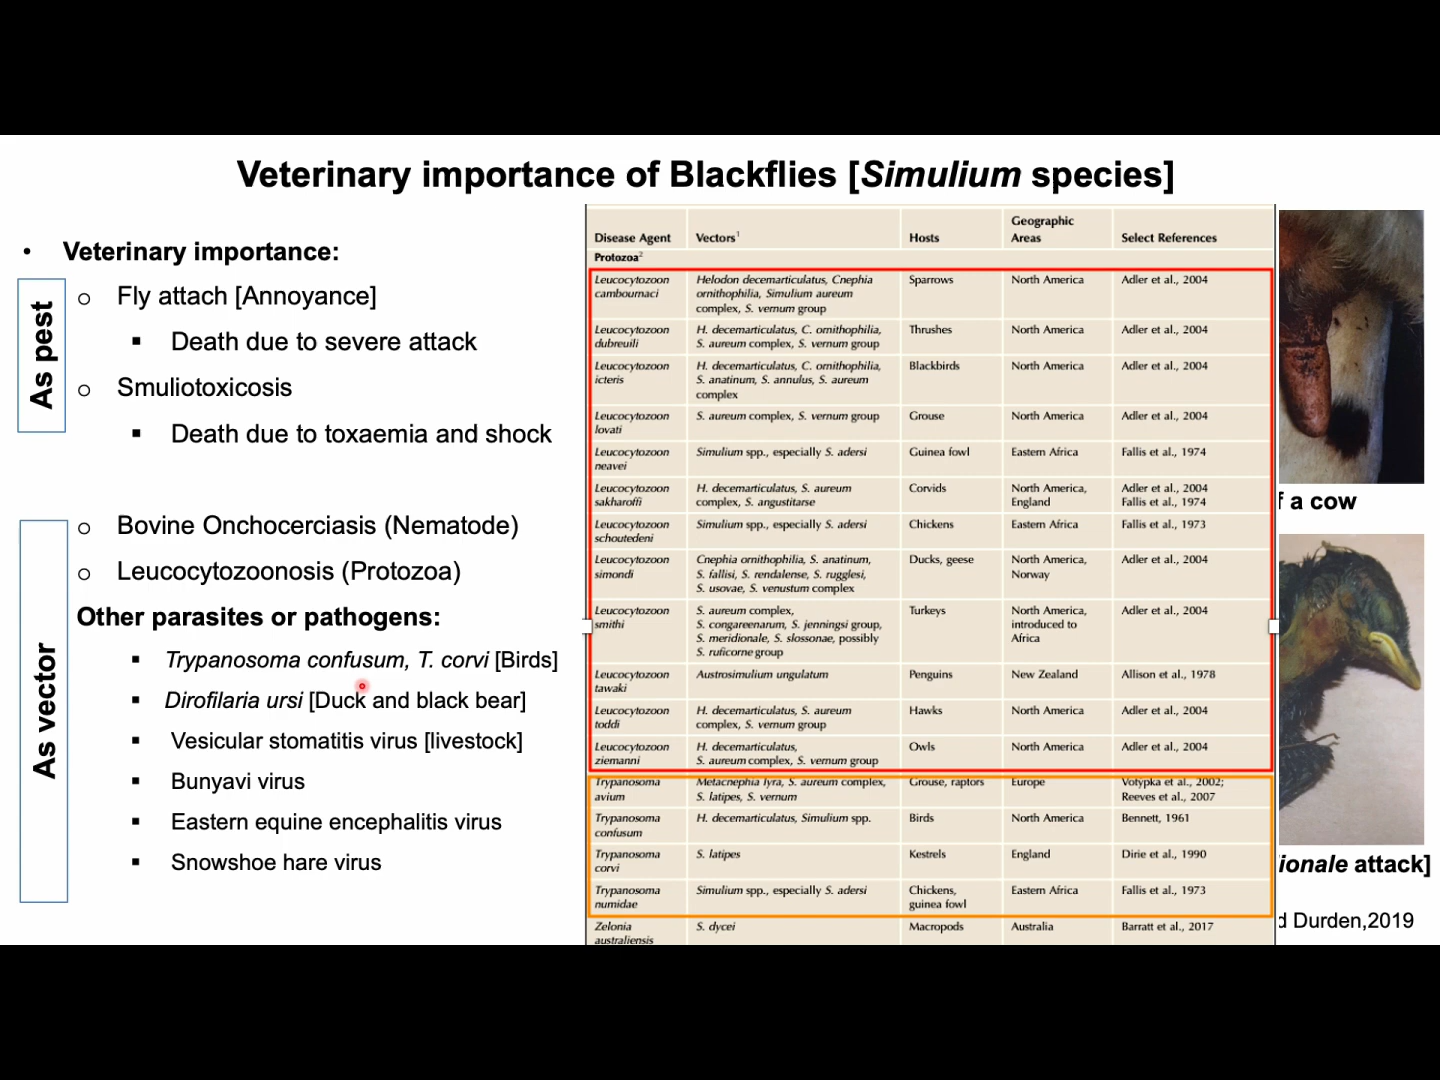 Veterinary importance of Blackflies [Simulium species]
• Veterinary importance:
As pest
o Fly attach [Annoyance]
▪ Death due to severe attack
o Smuliotoxicosis
▪ Death due to toxaemia and shock
As vector
o Bovine Onchocerciasis (Nematode)
o Leucocytozoonosis (Protozoa)
Other parasites or pathogens:
▪ Trypanosoma confusum, T. corvi [Birds]
▪ Dirofilaria ursi [Duck and black bear]
▪ Vesicular stomatitis virus [livestock]
▪ Bunyavi virus
▪ Eastern equine encephalitis virus
▪ Snowshoe hare virus
Geographic
Disease Agent Vectors1 Hosts Areas Select References
Protozoa2
Leucocytozoon Helodon decemarticulatus, Cnephia Sparrows North America Adler et al., 2004
cambournaci ornithophilia, Simulium aureum
complex, S. vernum group
Leucocytozoon H. decemarticulatus, C. ornithophilia, Thrushes North America Adler et al., 2004
dubreuili S. aureum complex, S. vernum group
Leucocytozoon H. decemarticulatus, C. ornithophilia, Blackbirds North America Adler et al., 2004
icteris S. anatinum, S. annulus, S. aureum
complex
Leucocytozoon S. aureum complex, S. vernum group Grouse North America Adler et al., 2004
lovati
Leucocytozoon Simulium spp., especially S. adersi Guinea fowl Eastern Africa Fallis et al., 1974
neavei
Leucocytozoon H. decemarticulatus, S. aureum Corvids North America, Adler et al., 2004
sakharoffi complex, S. angustitarse England Fallis et al., 1974
Leucocytozoon Simulium spp., especially S. adersi Chickens Eastern Africa Fallis et al., 1973
schoutedeni
Leucocytozoon Cnephia ornithophilia, S. anatinum, Ducks, geese North America, Adler et al., 2004
simondi S. fallisi, S. rendalense, S. rugglesi, Norway
S. usovae, S. venustum complex
Leucocytozoon S. aureum complex, Turkeys North America, Adler et al., 2004
smithi S. congareenarum, S. jenningsi group, introduced to
S. meridionale, S. slossonae, possibly Africa
S. ruficorne group
Leucocytozoon Austrosimulium ungulatum Penguins New Zealand Allison et al., 1978
tawaki
Leucocytozoon H. decemarticulatus, S. aureum Hawks North America Adler et al., 2004
toddi complex, S. vernum group
Leucocytozoon H. decemarticulatus, Owls North America Adler et al., 2004
ziemanni S. aureum complex, S. vernum group
Trypanosoma Metacnephia lyra, S. aureum complex, Grouse, raptors Europe Votypka et al., 2002;
avium S. latipes, S. vernum Reeves et al., 2007
Trypanosoma H. decemarticulatus, Simulium spp. Birds North America Bennett, 1961
confusum
Trypanosoma S. latipes Kestrels England Dirie et al., 1990
corvi
Trypanosoma Simulium spp., especially S. adersi Chickens, Eastern Africa Fallis et al., 1973
numidae guinea fowl
Zelonia S. dycei Macropods Australia Barratt et al., 2017
australiensis
f a cow
ionale attack]
d Durden,2019